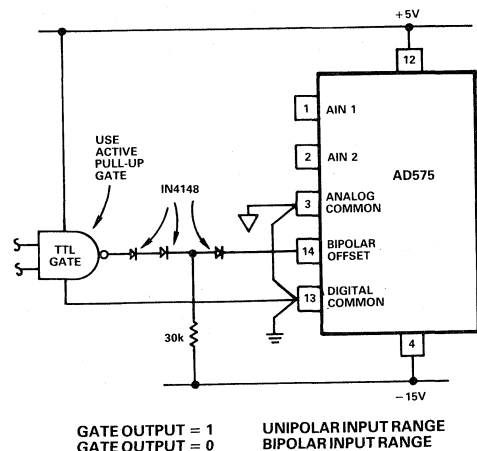 +5V
12
1 AIN 1
USE
ACTIVE
PULL-UP
GATE
2 AIN 2
AD575
IN4148
3 ANALOG
COMMON
TTL
GATE
14 BIPOLAR
OFFSET
13 DIGITAL
COMMON
30k
4
−15V
GATE OUTPUT = 1 UNIPOLAR INPUT RANGE
GATE OUTPUT = 0 BIPOLAR INPUT RANGE